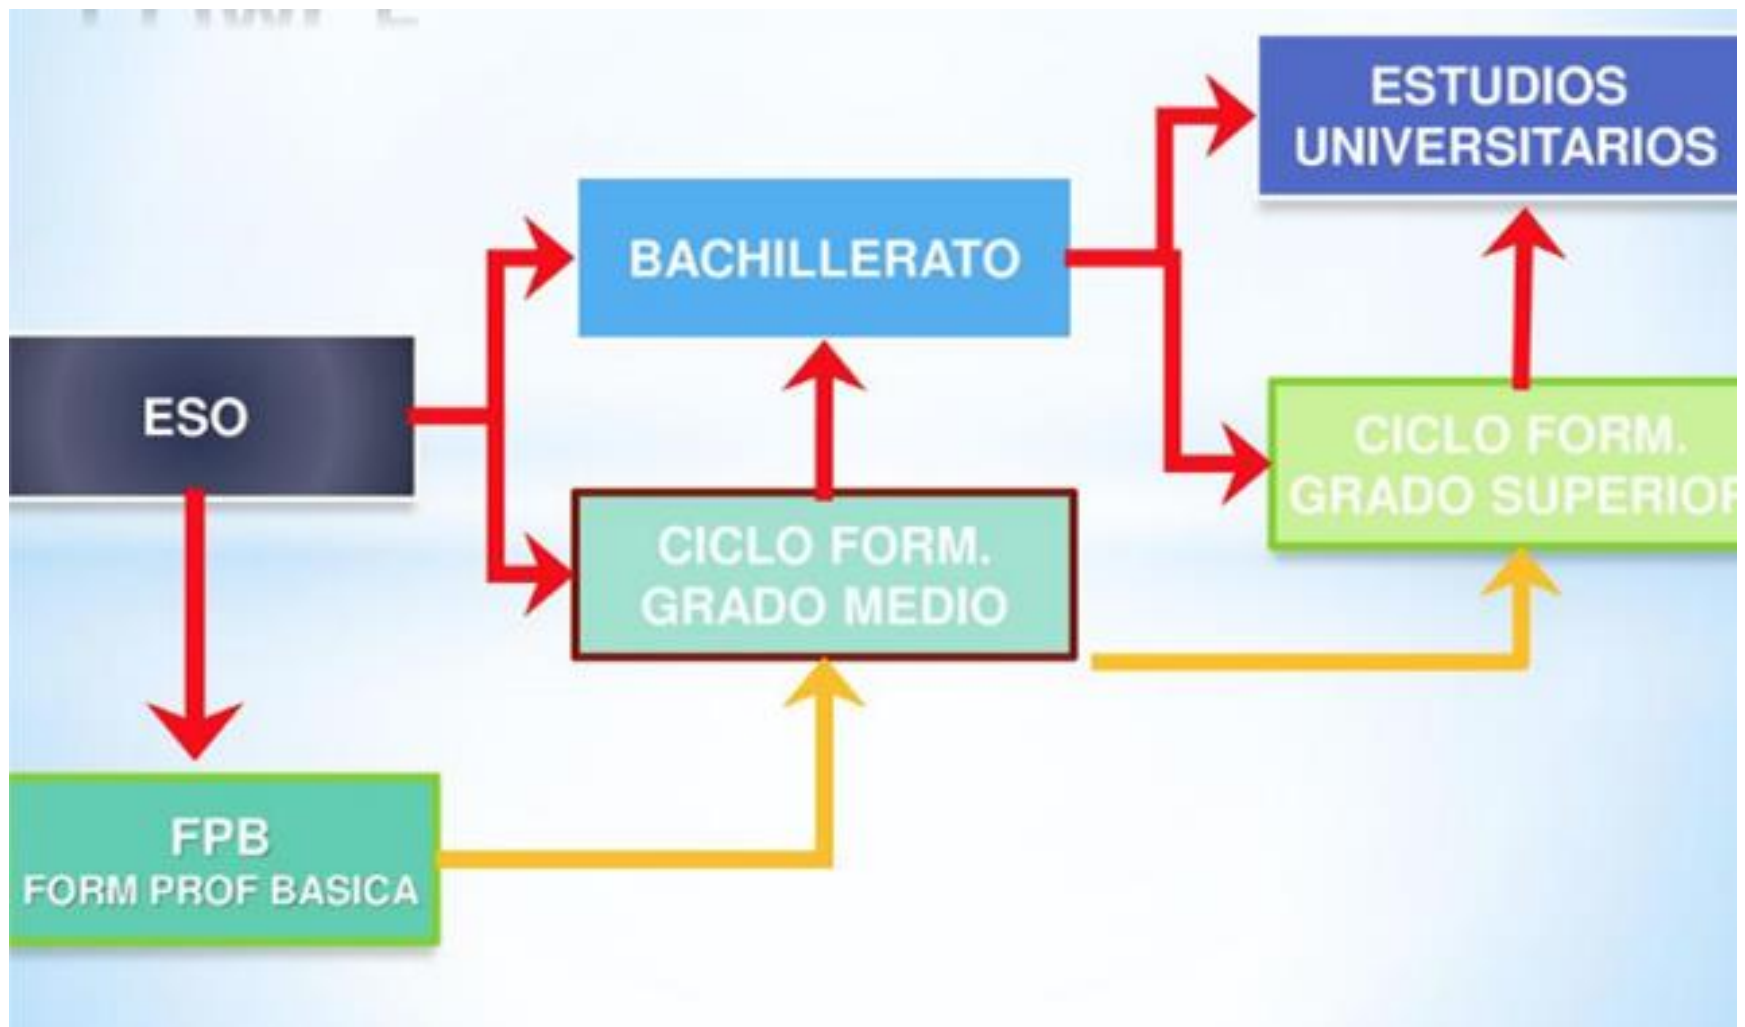 ESTUDIOS
UNIVERSITARIOS
BACHILLERATO
ESO
CICLO FORM.
GRADO SUPERIOR
CICLO FORM.
GRADO MEDIO
FPB
FORM PROF BASICA